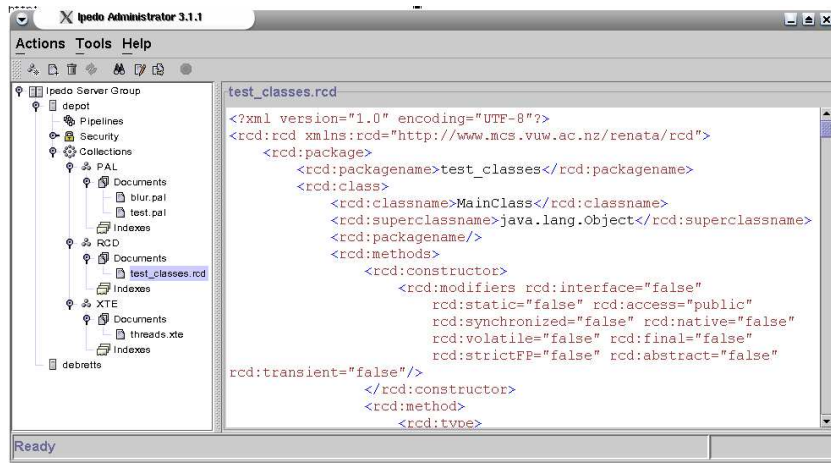 Ipedo Administrator 3.1.1
Actions Tools Help
Ipedo Server Group
depot
Pipelines
Security
Collections
PAL
Documents
blur.pal
test.pal
Indexes
RCD
Documents
test_classes.rcd
Indexes
XTE
Documents
threads.xte
Indexes
debretts
test_classes.rcd
<?xml version="1.0" encoding="UTF-8"?>
<rcd:rcd xmlns:rcd="http://www.mcs.vuw.ac.nz/renata/rcd">
<rcd:package>
<rcd:packagename>test_classes</rcd:packagename>
<rcd:class>
<rcd:classname>MainClass</rcd:classname>
<rcd:superclassname>java.lang.Object</rcd:superclassname>
<rcd:packagename/>
<rcd:methods>
<rcd:constructor>
<rcd:modifiers rcd:interface="false"
rcd:static="false" rcd:access="public"
rcd:synchronized="false" rcd:native="false"
rcd:volatile="false" rcd:final="false"
rcd:strictFP="false" rcd:abstract="false"
rcd:transient="false"/>
</rcd:constructor>
<rcd:method>
<rcd:type>
Ready